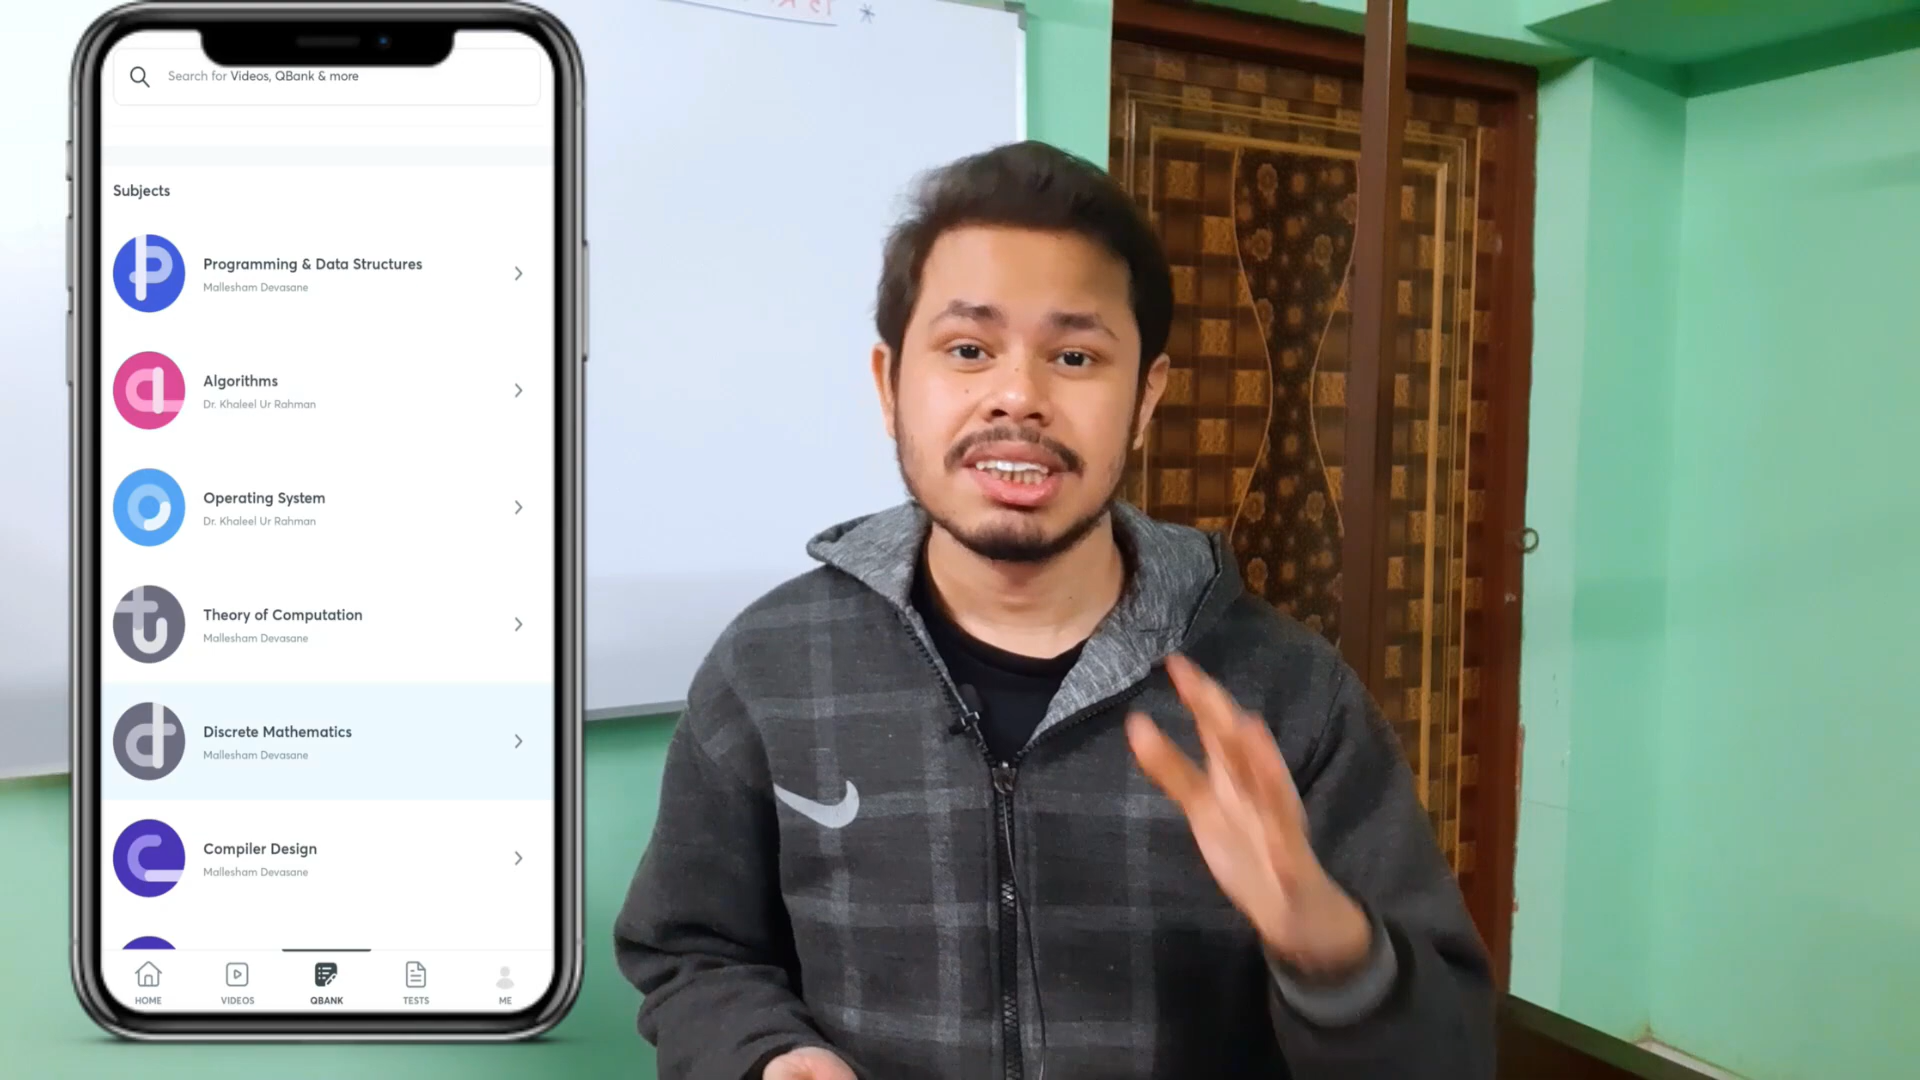 Search for Videos, QBank & more
Subjects
Programming & Data Structures
Mallesham Devasane
Algorithms
Dr. Khaleel Ur Rahman
Operating System
Dr. Khaleel Ur Rahman
Theory of Computation
Mallesham Devasane
Discrete Mathematics
Mallesham Devasane
Compiler Design
Mallesham Devasane
HOME
VIDEOS
QBANK
TESTS
ME